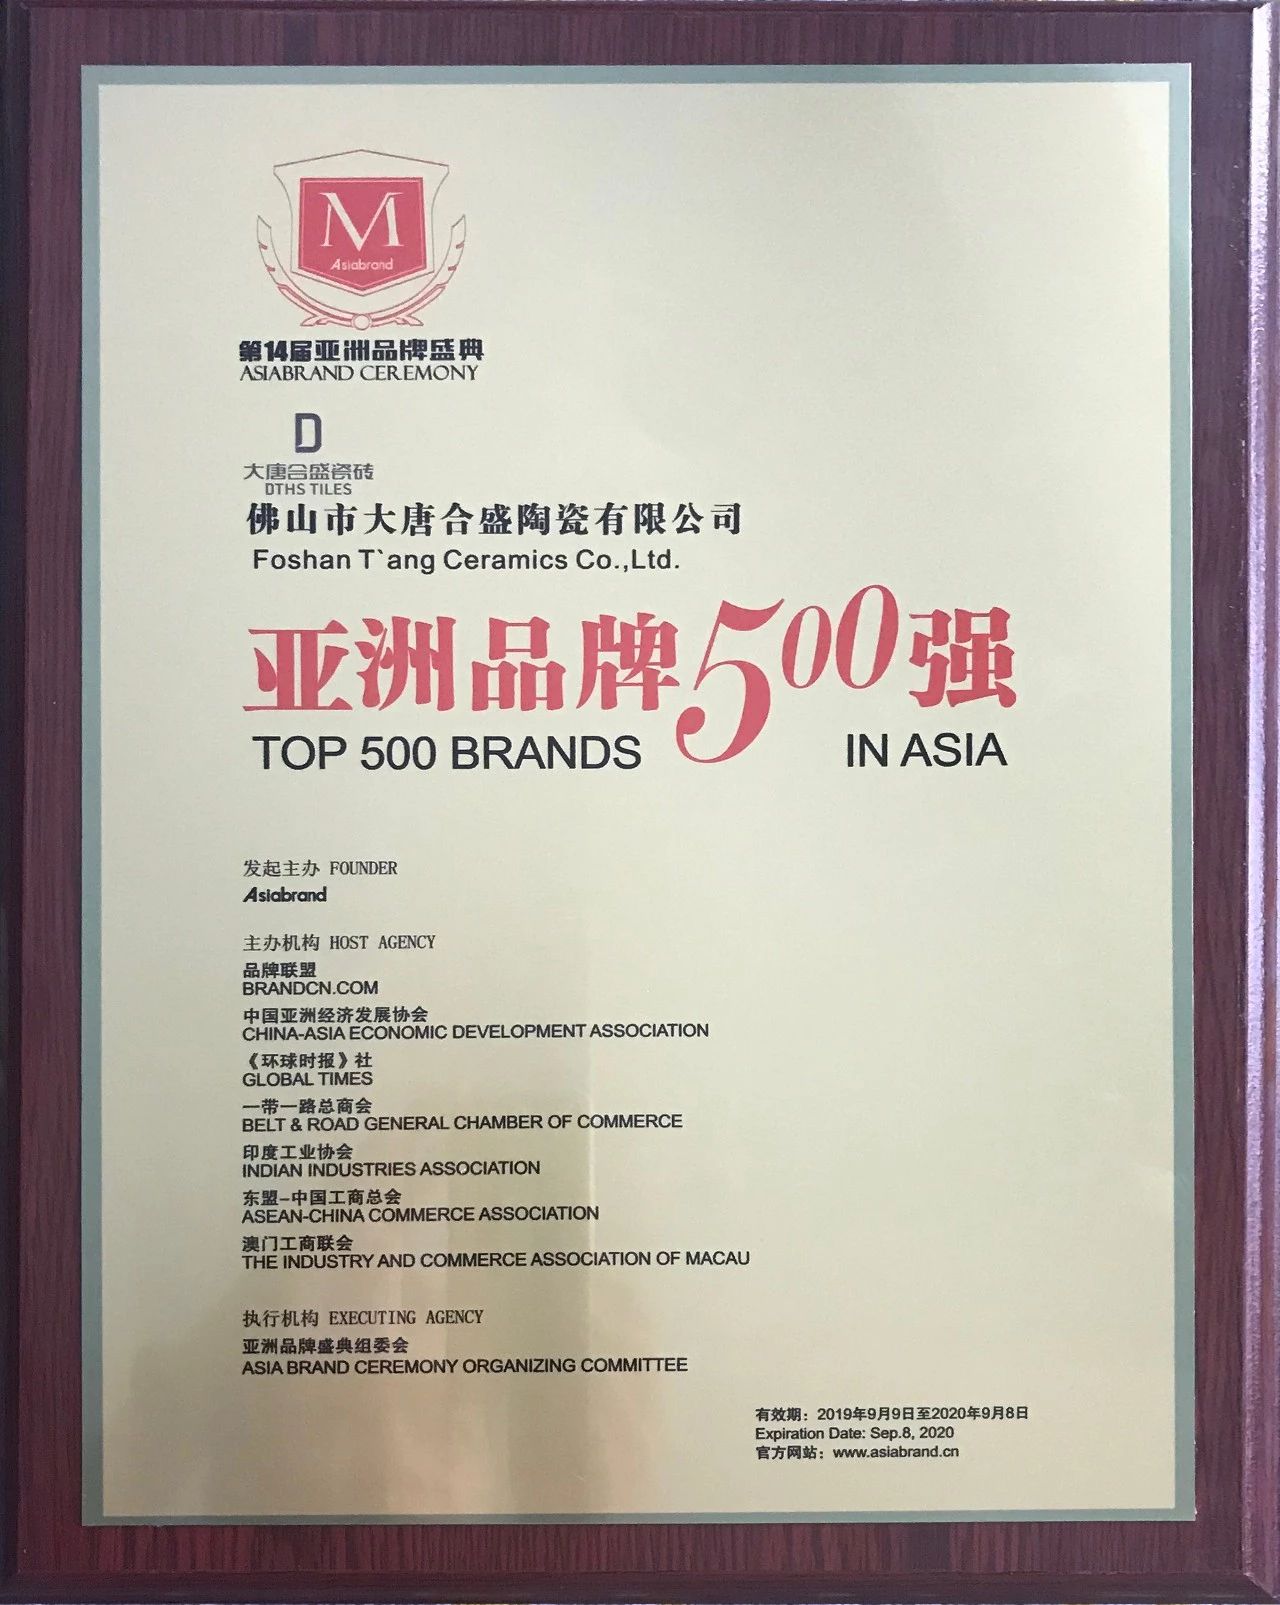 M
Asiabrand
第14届亚洲品牌盛典
ASIABRAND CEREMONY
D
大唐合盛瓷砖
DTHS TILES
佛山市大唐合盛陶瓷有限公司
Foshan T`ang Ceramics Co.,Ltd.
亚洲品牌500强
TOP 500 BRANDS IN ASIA
发起主办 FOUNDER
Asiabrand
主办机构 HOST AGENCY
品牌联盟
BRANDCN.COM
中国亚洲经济发展协会
CHINA-ASIA ECONOMIC DEVELOPMENT ASSOCIATION
《环球时报》社
GLOBAL TIMES
一带一路总商会
BELT & ROAD GENERAL CHAMBER OF COMMERCE
印度工业协会
INDIAN INDUSTRIES ASSOCIATION
东盟-中国工商总会
ASEAN-CHINA COMMERCE ASSOCIATION
澳门工商联会
THE INDUSTRY AND COMMERCE ASSOCIATION OF MACAU
执行机构 EXECUTING AGENCY
亚洲品牌盛典组委会
ASIA BRAND CEREMONY ORGANIZING COMMITTEE
有效期：2019年9月9日至2020年9月8日
Expiration Date: Sep.8, 2020
官方网站：www.asiabrand.cn